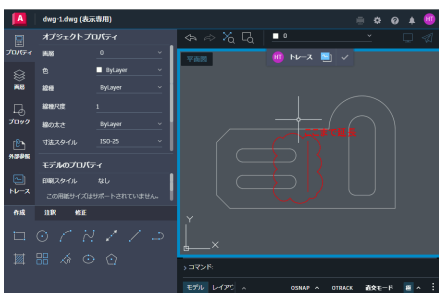 A dwg-1.dwg (表示専用) HT
プロパティ
画層
ブロック
外部参照
トレース
オブジェクト プロパティ
画層 0
色 ByLayer
線種 ByLayer
線種尺度 1
線の太さ ByLayer
寸法スタイル ISO-25
モデルのプロパティ
印刷スタイル なし
この用紙サイズはサポートされていません。
作成 注釈 修正
0
平面図
HT トレース
Y
X
コマンド:
モデル レイアウ OSNAP OTRACK 直交モード